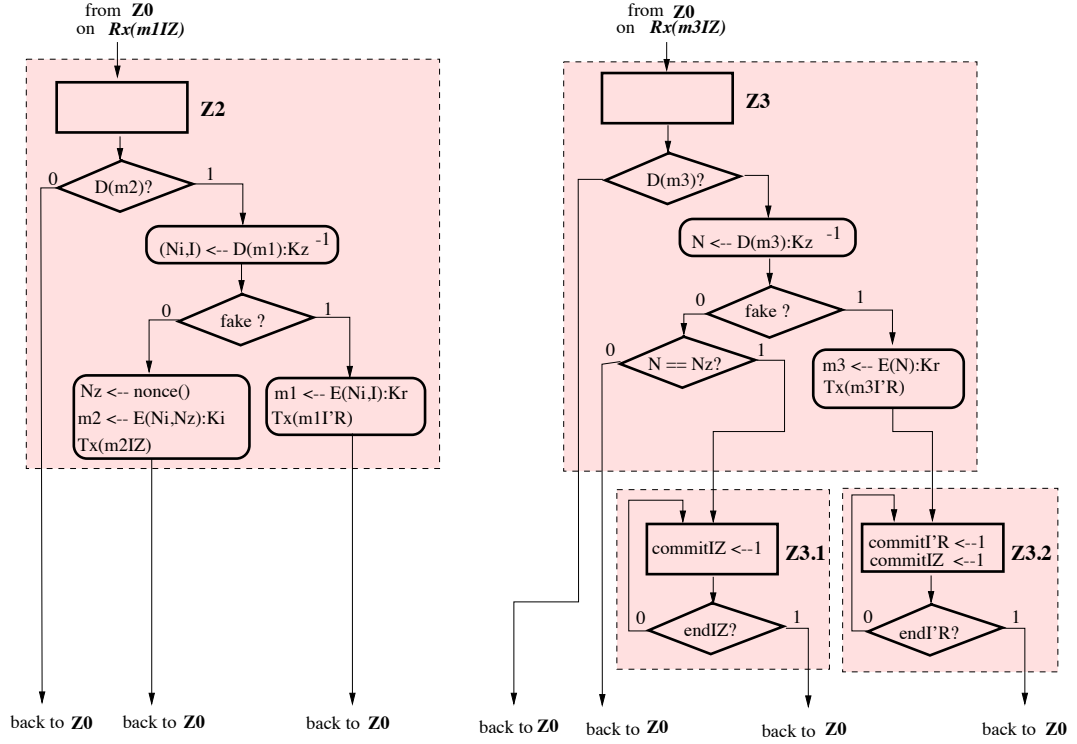 from Z0
on Rx(m1IZ)
Z2
D(m2)?
0
1
(Ni,I) <-- D(m1):Kz -1
fake ?
0
1
Nz <-- nonce()
m2 <-- E(Ni,Nz):Ki
Tx(m2IZ)
m1 <-- E(Ni,I):Kr
Tx(m1I'R)
back to Z0
back to Z0
back to Z0
from Z0
on Rx(m3IZ)
Z3
D(m3)?
0
1
N <-- D(m3):Kz -1
fake ?
0
1
N == Nz?
0
1
m3 <-- E(N):Kr
Tx(m3I'R)
commitIZ <--1
Z3.1
endIZ?
0
1
commitI'R <--1
commitIZ <--1
Z3.2
endI'R?
0
1
back to Z0
back to Z0
back to Z0
back to Z0